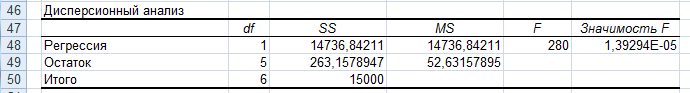 46 Дисперсионный анализ
47 df SS MS F Значимость F
48 Регрессия 1 14736,84211 14736,84211 280 1,39294E-05
49 Остаток 5 263,1578947 52,63157895
50 Итого 6 15000